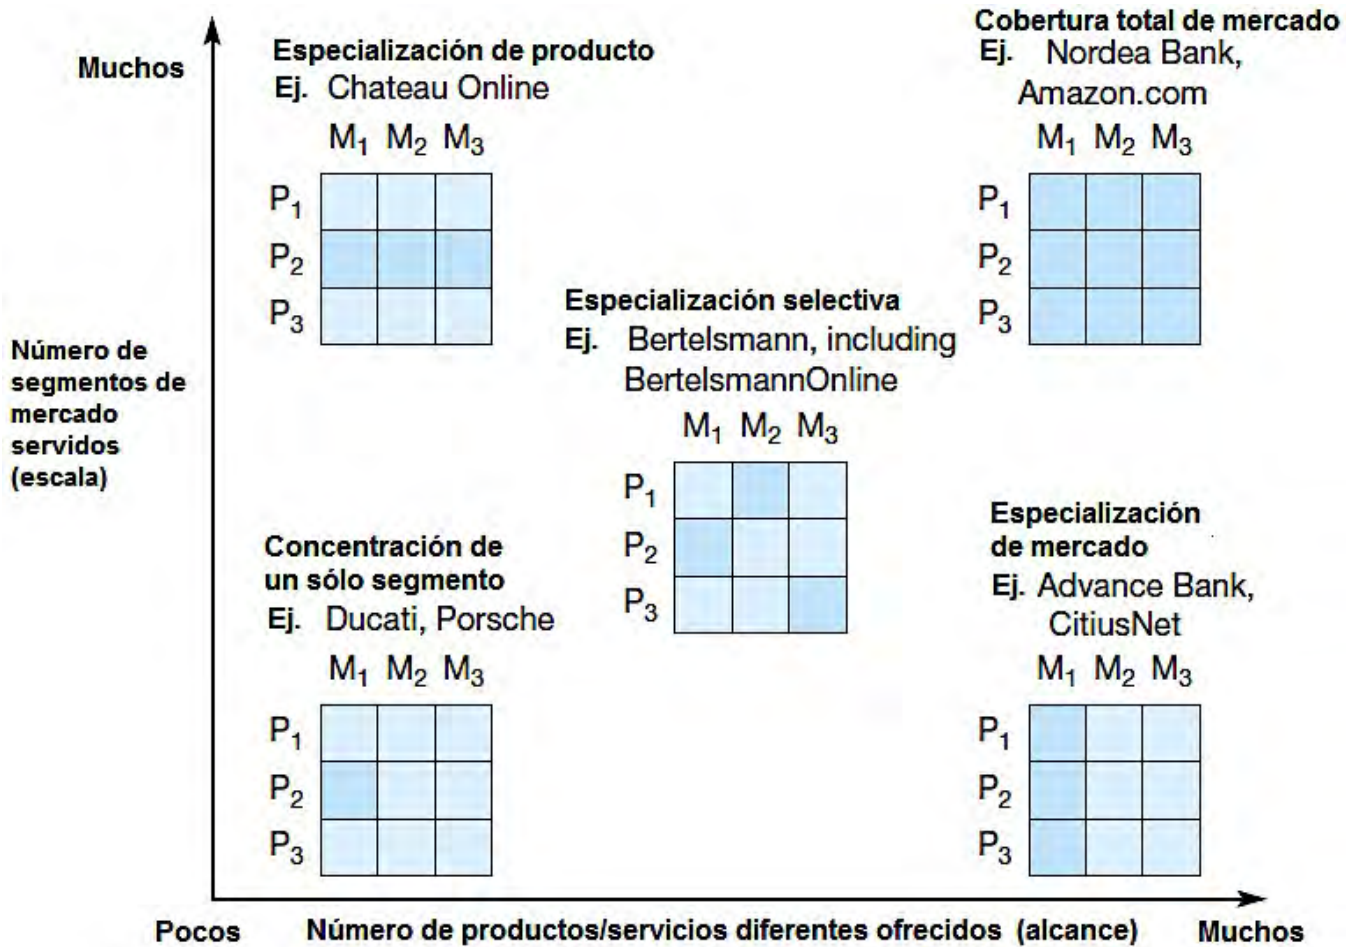 Muchos
Número de
segmentos de
mercado
servidos
(escala)
Especialización de producto
Ej. Chateau Online
M₁ M₂ M₃
P₁
P₂
P₃
Cobertura total de mercado
Ej. Nordea Bank,
Amazon.com
M₁ M₂ M₃
P₁
P₂
P₃
Especialización selectiva
Ej. Bertelsmann, including
BertelsmannOnline
M₁ M₂ M₃
P₁
P₂
P₃
Concentración de
un sólo segmento
Ej. Ducati, Porsche
M₁ M₂ M₃
P₁
P₂
P₃
Especialización
de mercado
Ej. Advance Bank,
CitiusNet
M₁ M₂ M₃
P₁
P₂
P₃
Pocos
Número de productos/servicios diferentes ofrecidos (alcance)
Muchos